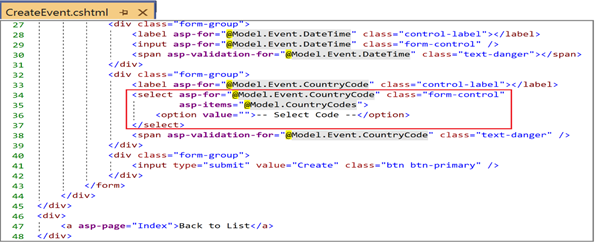 CreateEvent.cshtml
27 <div class="form-group">
28 <label asp-for="@Model.Event.DateTime" class="control-label"></label>
29 <input asp-for="@Model.Event.DateTime" class="form-control" />
30 <span asp-validation-for="@Model.Event.DateTime" class="text-danger"></span>
31 </div>
32 <div class="form-group">
33 <label asp-for="@Model.Event.CountryCode" class="control-label"></label>
34 <select asp-for="@Model.Event.CountryCode" class="form-control"
35 asp-items="@Model.CountryCodes">
36 <option value="">-- Select Code --</option>
37 </select>
38 <span asp-validation-for="@Model.Event.CountryCode" class="text-danger" />
39 </div>
40 <div class="form-group">
41 <input type="submit" value="Create" class="btn btn-primary" />
42 </div>
43 </form>
44 </div>
45 </div>
46 <div>
47 <a asp-page="Index">Back to List</a>
48 </div>